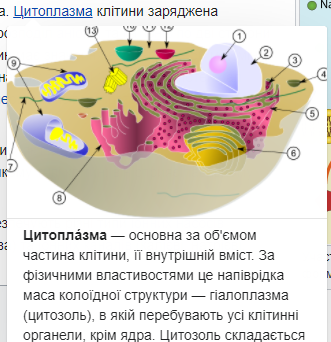 а. Цитоплазма клітини заряджена
Na
13
1
2
3
4
5
6
7
8
9
Цитопла́зма — основна за об'ємом
частина клітини, її внутрішній вміст. За
фізичними властивостями це напіврідка
маса колоїдної структури — гіалоплазма
(цитозоль), в якій перебувають усі клітинні
органели, крім ядра. Цитозоль складається